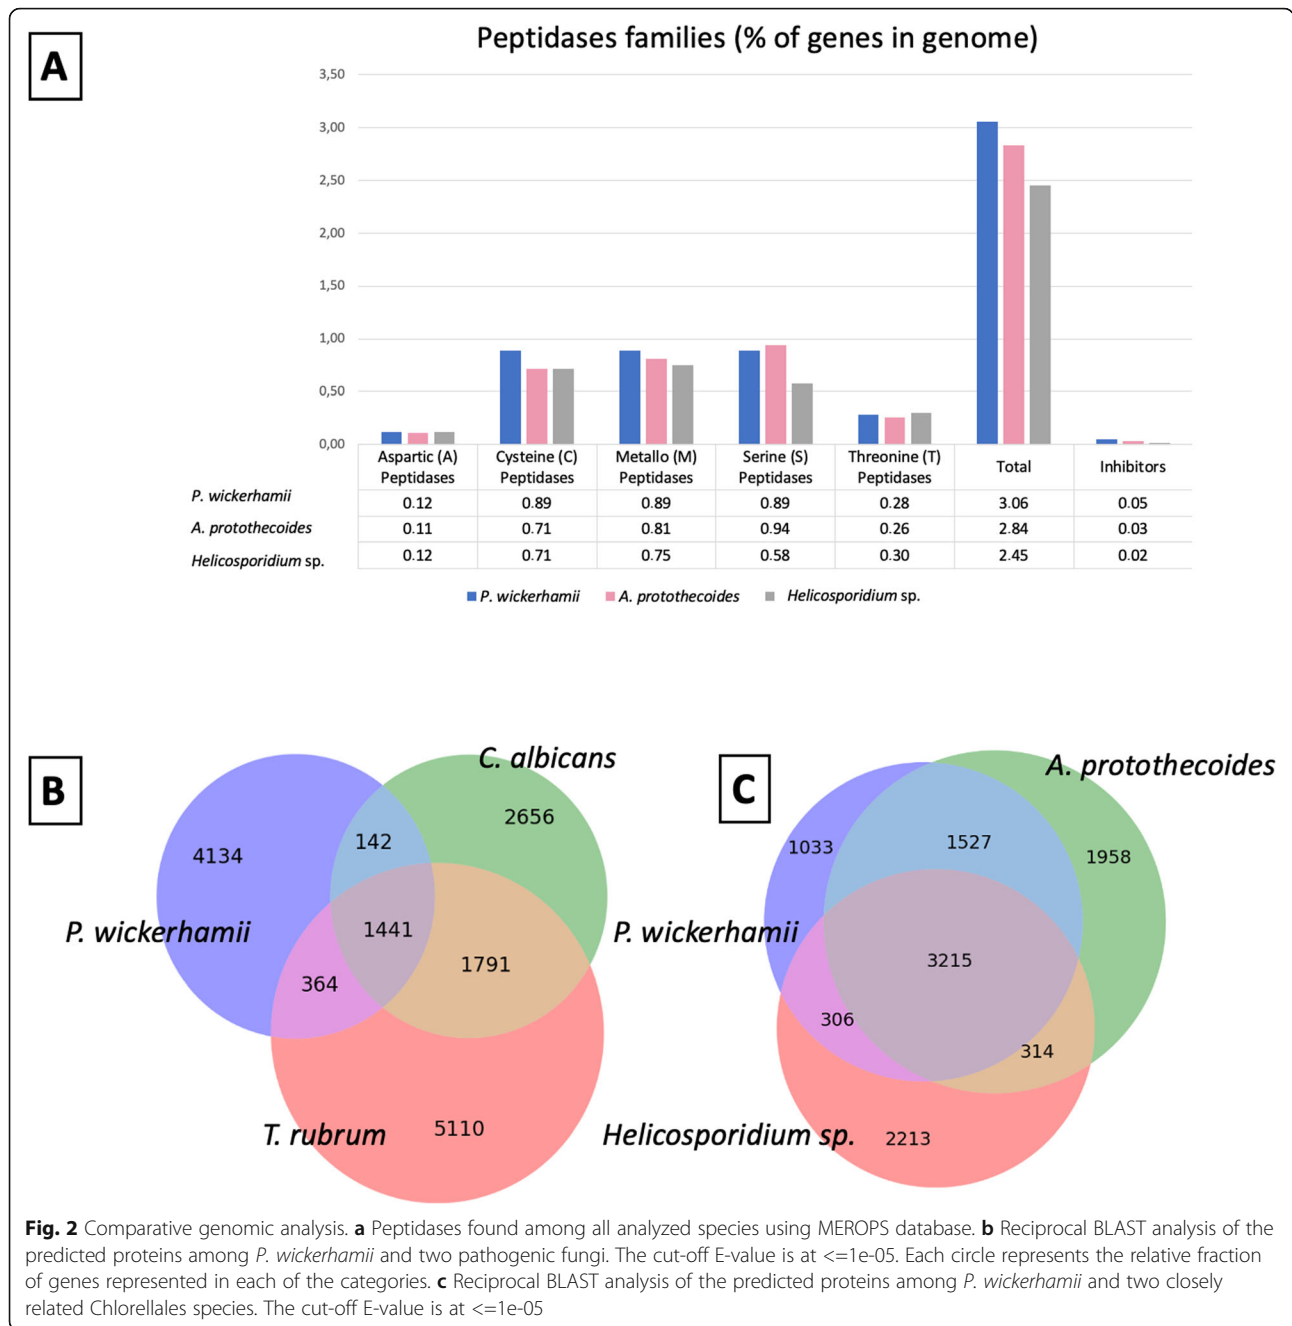 A
Peptidases families (% of genes in genome)
3,50
3,00
2,50
2,00
1,50
1,00
0,50
0,00
Aspartic (A) Cysteine (C) Metallo (M) Serine (S) Threonine (T) Total Inhibitors
Peptidases Peptidases Peptidases Peptidases Peptidases
P. wickerhamii 0.12 0.89 0.89 0.89 0.28 3.06 0.05
A. protothecoides 0.11 0.71 0.81 0.94 0.26 2.84 0.03
Helicosporidium sp. 0.12 0.71 0.75 0.58 0.30 2.45 0.02
P. wickerhamii A. protothecoides Helicosporidium sp.
B
C. albicans
2656
142
4134
P. wickerhamii
1441
1791
364
T. rubrum
5110
C
A. protothecoides
1033
1527
1958
P. wickerhamii
3215
306
314
Helicosporidium sp.
2213
Fig. 2 Comparative genomic analysis. a Peptidases found among all analyzed species using MEROPS database. b Reciprocal BLAST analysis of the
predicted proteins among P. wickerhamii and two pathogenic fungi. The cut-off E-value is at <=1e-05. Each circle represents the relative fraction
of genes represented in each of the categories. c Reciprocal BLAST analysis of the predicted proteins among P. wickerhamii and two closely
related Chlorellales species. The cut-off E-value is at <=1e-05